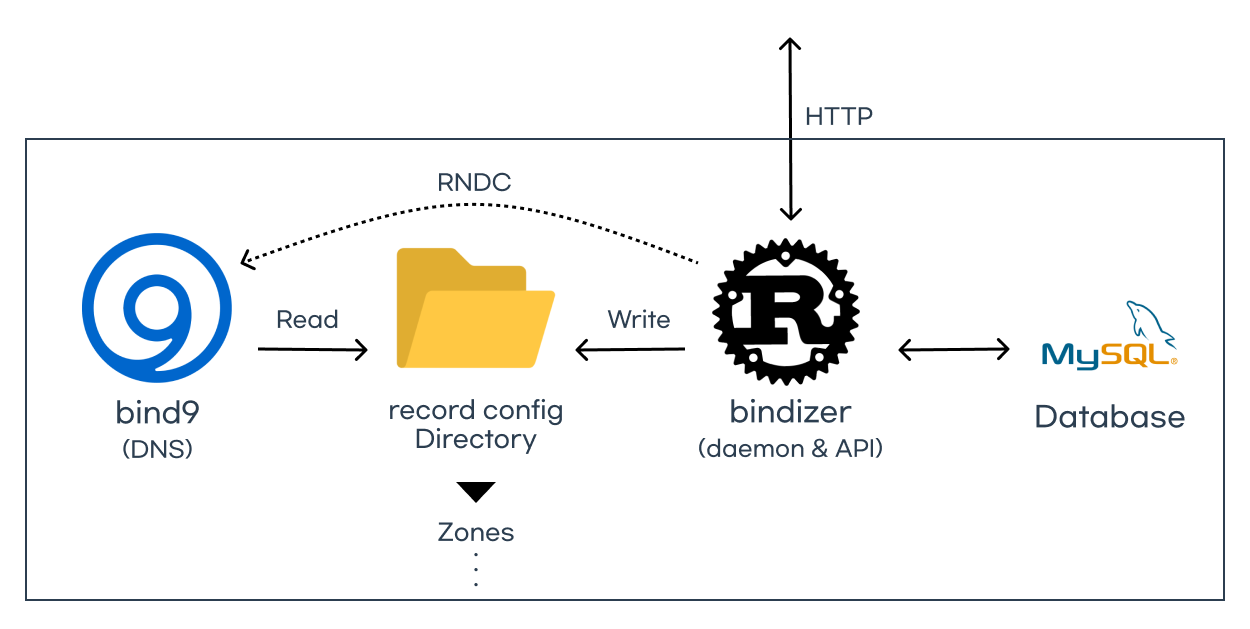 HTTP
RNDC
Read
Write
R
MySQL®
bind9
(DNS)
record config
Directory
bindizer
(daemon & API)
Database
Zones